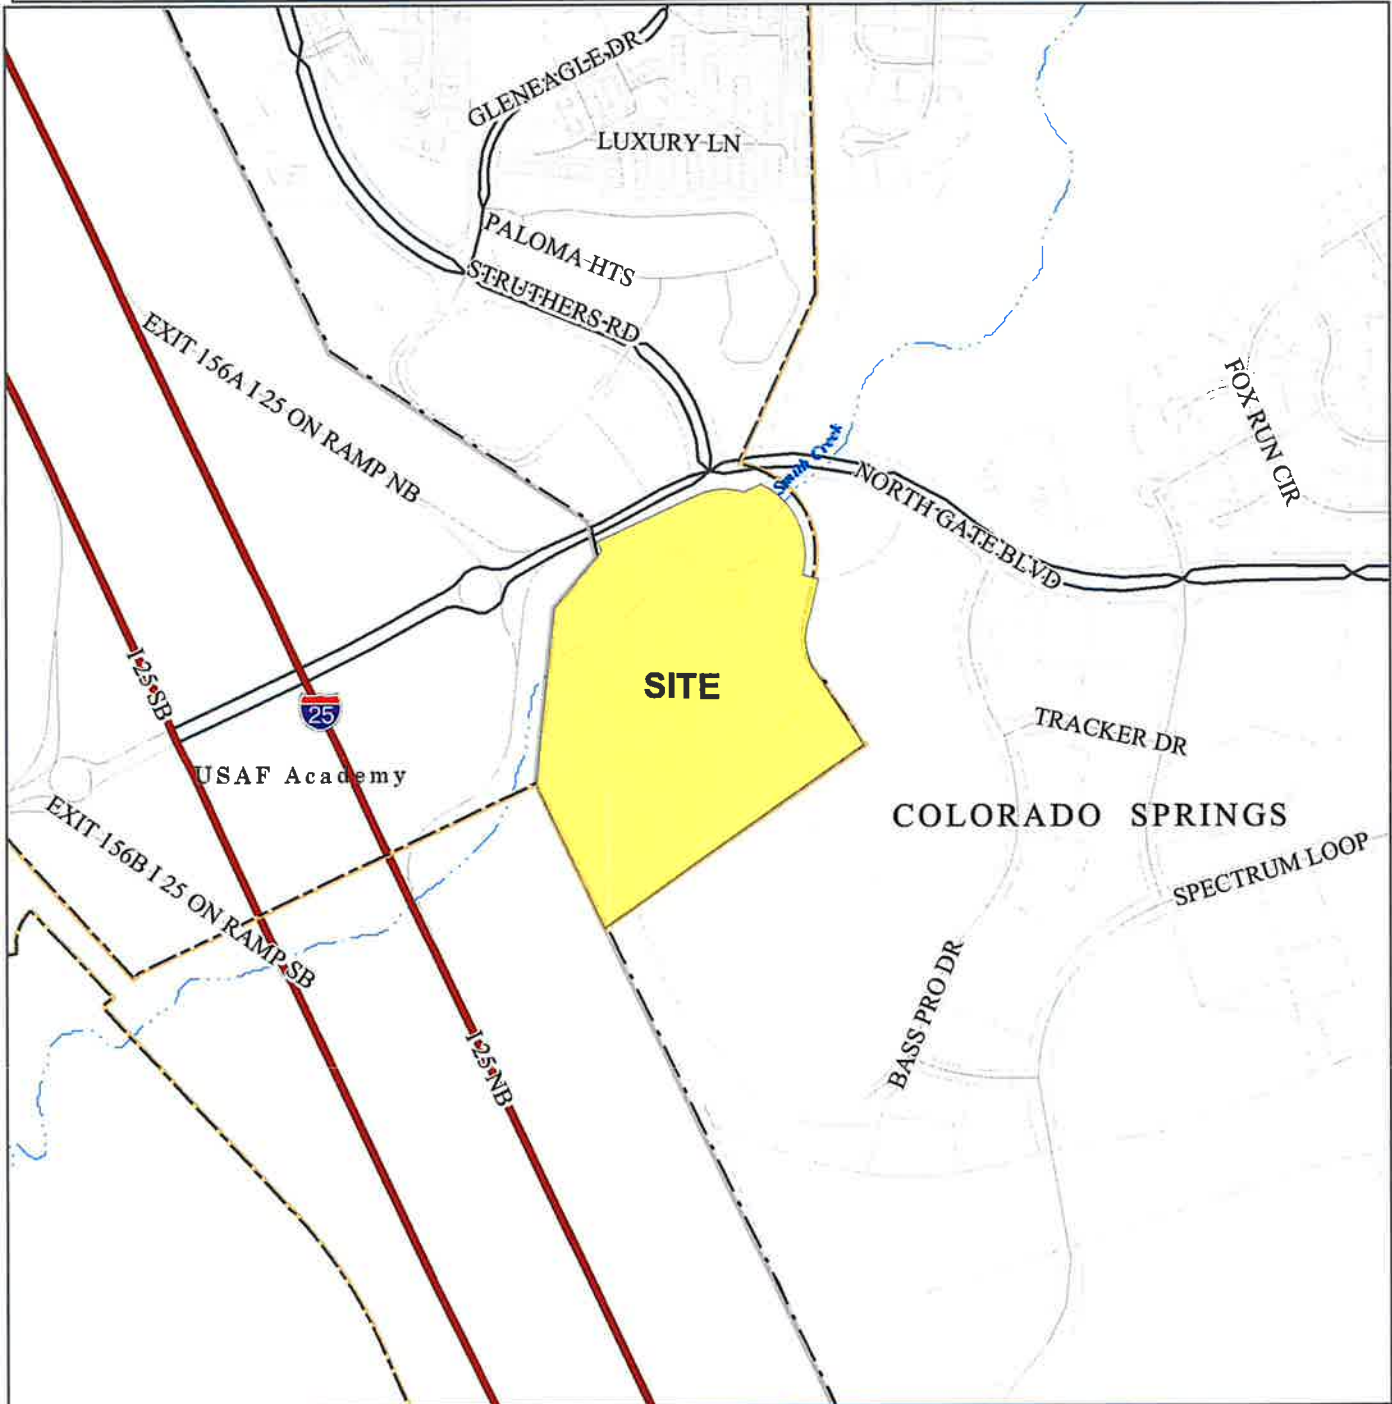 GLENEAGLE DR
LUXURY LN
PALOMA HTS
STRUTHERS RD
EXIT 156A I 25 ON RAMP NB
FOX RUN CIR
Smith Creek
NORTH GATE BLVD
I 25 SB
SITE
25
TRACKER DR
USAF Academy
EXIT 156B I 25 ON RAMP SB
COLORADO SPRINGS
SPECTRUM LOOP
BASS PRO DR
I 25 NB